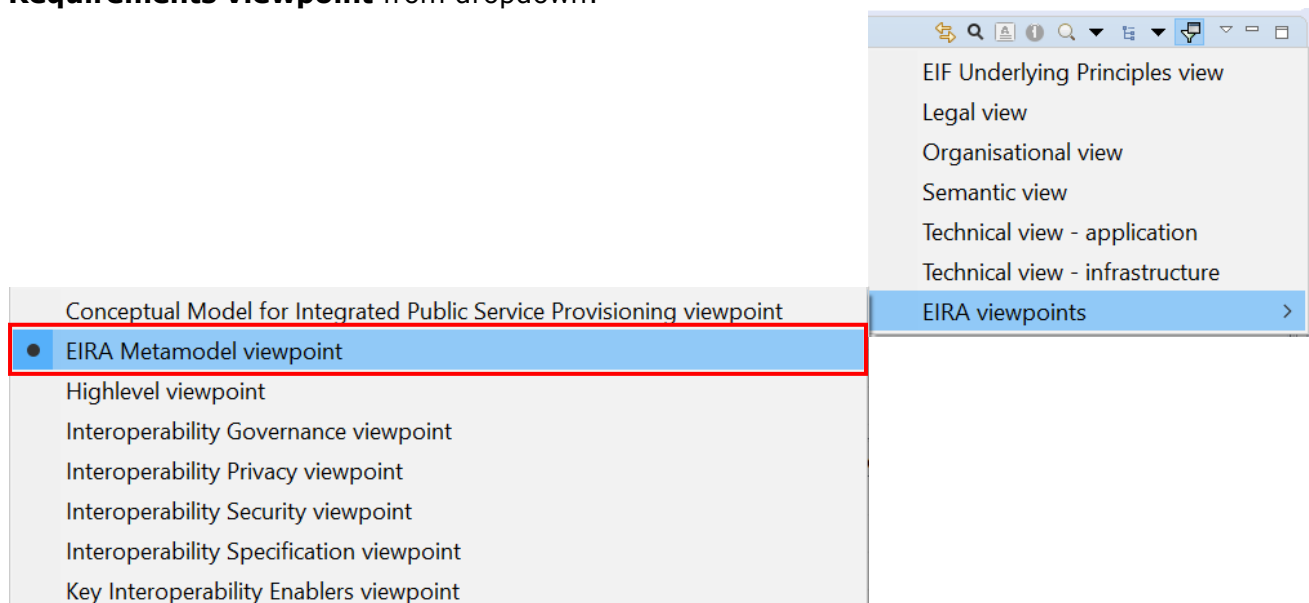 Requirements viewpoint from dropdown.
EIF Underlying Principles view
Legal view
Organisational view
Semantic view
Technical view - application
Technical view - infrastructure
EIRA viewpoints
Conceptual Model for Integrated Public Service Provisioning viewpoint
EIRA Metamodel viewpoint
Highlevel viewpoint
Interoperability Governance viewpoint
Interoperability Privacy viewpoint
Interoperability Security viewpoint
Interoperability Specification viewpoint
Key Interoperability Enablers viewpoint